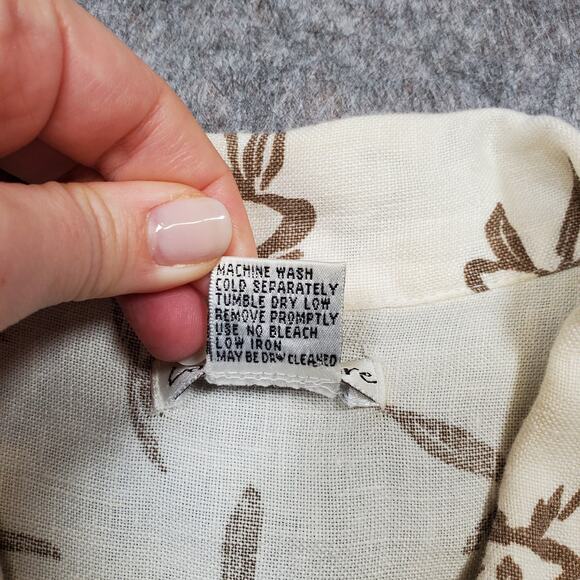 MACHINE WASH
COLD SEPARATELY
TUMBLE DRY LOW
REMOVE PROMPTLY
USE NO BLEACH
LOW IRON
MAY BE DRY CLEANED